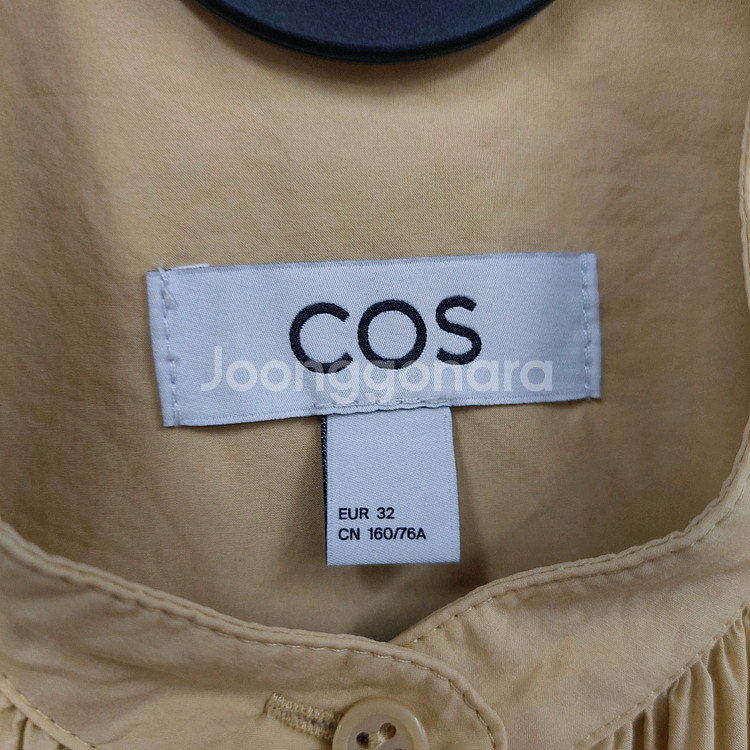 COS
Joonggonara
EUR 32
CN 160/76A